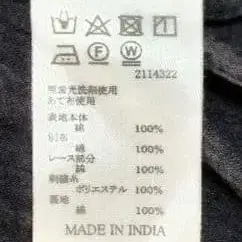 F W
2114322
無蛍光洗剤使用
あて布使用
表地本体
綿 100%
別布
綿 100%
レース部分
綿 100%
刺繍糸
ポリエステル 100%
裏地
綿 100%
MADE IN INDIA